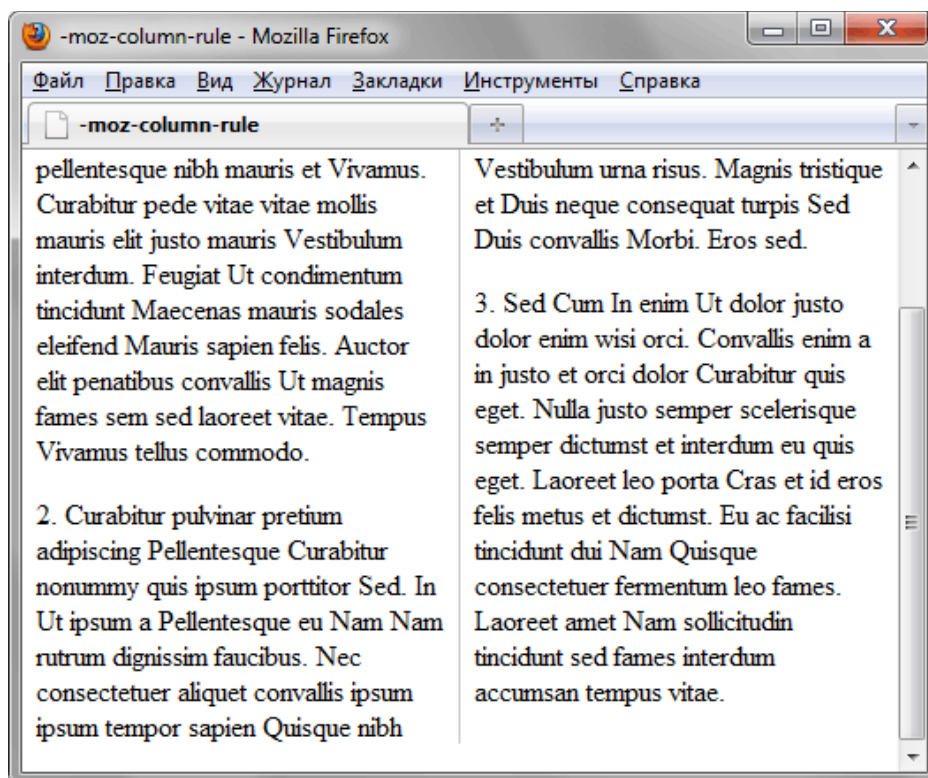 -moz-column-rule - Mozilla Firefox
Файл Правка Вид Журнал Закладки Инструменты Справка
-moz-column-rule
pellentesque nibh mauris et Vivamus.
Curabitur pede vitae vitae mollis
mauris elit justo mauris Vestibulum
interdum. Feugiat Ut condimentum
tincidunt Maecenas mauris sodales
eleifend Mauris sapien felis. Auctor
elit penatibus convallis Ut magnis
fames sem sed laoreet vitae. Tempus
Vivamus tellus commodo.
2. Curabitur pulvinar pretium
adipiscing Pellentesque Curabitur
nonummy quis ipsum porttitor Sed. In
Ut ipsum a Pellentesque eu Nam Nam
rutrum dignissim faucibus. Nec
consectetuer aliquet convallis ipsum
ipsum tempor sapien Quisque nibh
Vestibulum urna risus. Magnis tristique
et Duis neque consequat turpis Sed
Duis convallis Morbi. Eros sed.
3. Sed Cum In enim Ut dolor justo
dolor enim wisi orci. Convallis enim a
in justo et orci dolor Curabitur quis
eget. Nulla justo semper scelerisque
semper dictumst et interdum eu quis
eget. Laoreet leo porta Cras et id eros
felis metus et dictumst. Eu ac facilisi
tincidunt dui Nam Quisque
consectetuer fermentum leo fames.
Laoreet amet Nam sollicitudin
tincidunt sed fames interdum
accumsan tempus vitae.